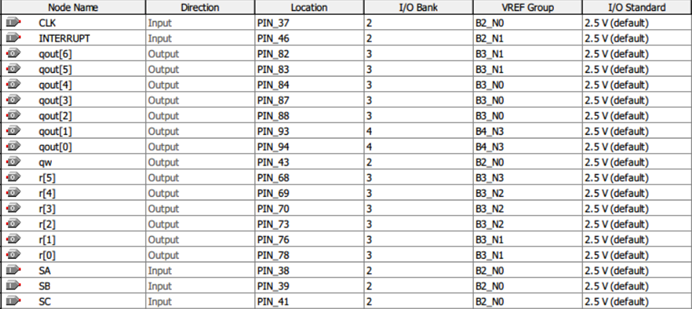 Node Name Direction Location I/O Bank VREF Group I/O Standard
CLK Input PIN_37 2 B2_N0 2.5 V (default)
INTERRUPT Input PIN_46 2 B2_N1 2.5 V (default)
qout[6] Output PIN_82 3 B3_N1 2.5 V (default)
qout[5] Output PIN_83 3 B3_N1 2.5 V (default)
qout[4] Output PIN_84 3 B3_N0 2.5 V (default)
qout[3] Output PIN_87 3 B3_N0 2.5 V (default)
qout[2] Output PIN_88 3 B3_N0 2.5 V (default)
qout[1] Output PIN_93 4 B4_N3 2.5 V (default)
qout[0] Output PIN_94 4 B4_N3 2.5 V (default)
qw Output PIN_43 2 B2_N0 2.5 V (default)
r[5] Output PIN_68 3 B3_N3 2.5 V (default)
r[4] Output PIN_69 3 B3_N2 2.5 V (default)
r[3] Output PIN_70 3 B3_N2 2.5 V (default)
r[2] Output PIN_73 3 B3_N2 2.5 V (default)
r[1] Output PIN_76 3 B3_N1 2.5 V (default)
r[0] Output PIN_78 3 B3_N1 2.5 V (default)
SA Input PIN_38 2 B2_N0 2.5 V (default)
SB Input PIN_39 2 B2_N0 2.5 V (default)
SC Input PIN_41 2 B2_N0 2.5 V (default)